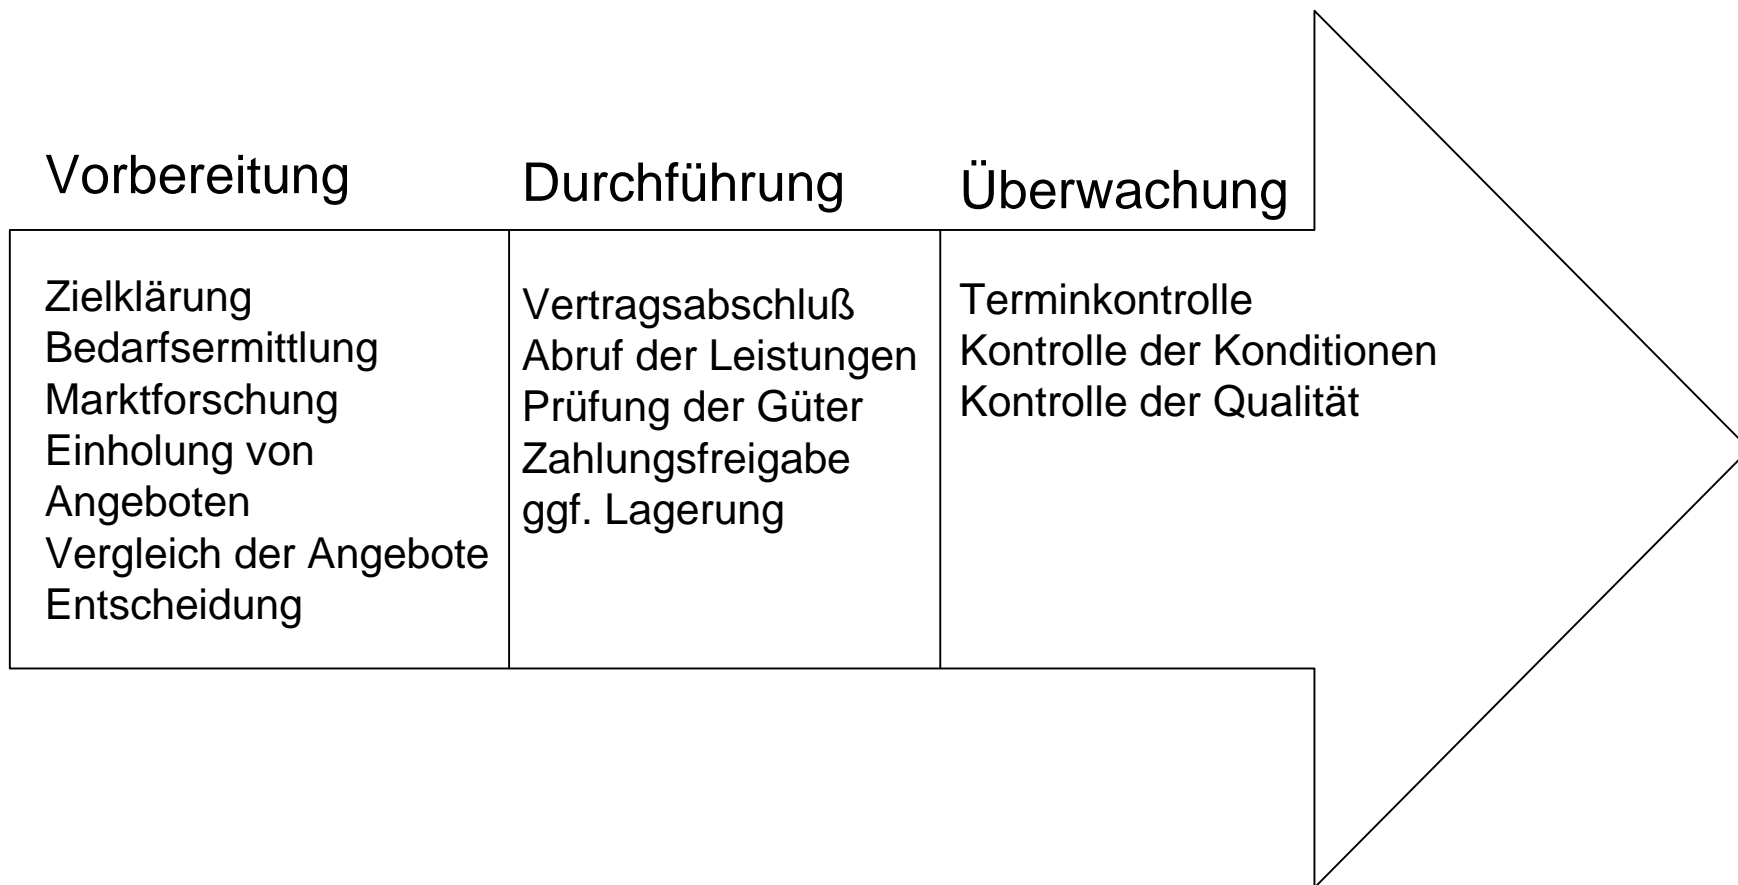 Vorbereitung
Zielklärung
Bedarfsermittlung
Marktforschung
Einholung von
Angeboten
Vergleich der Angebote
Entscheidung
Durchführung
Vertragsabschluß
Abruf der Leistungen
Prüfung der Güter
Zahlungsfreigabe
ggf. Lagerung
Überwachung
Terminkontrolle
Kontrolle der Konditionen
Kontrolle der Qualität